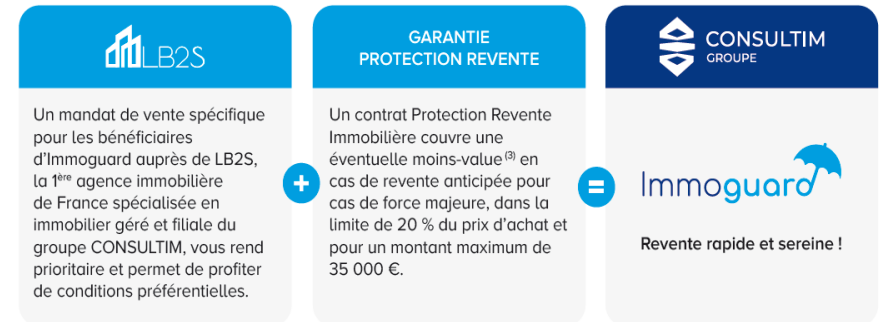 LB2S
Un mandat de vente spécifique
pour les bénéficiaires
d’Immoguard auprès de LB2S,
la 1ère agence immobilière
de France spécialisée en
immobilier géré et filiale du
groupe CONSULTIM, vous rend
prioritaire et permet de profiter
de conditions préférentielles.
+
GARANTIE
PROTECTION REVENTE
Un contrat Protection Revente
Immobilière couvre une
éventuelle moins-value (3) en
cas de revente anticipée pour
cas de force majeure, dans la
limite de 20 % du prix d’achat et
pour un montant maximum de
35 000 €.
=
CONSULTIM
GROUPE
Immoguard
Revente rapide et sereine !